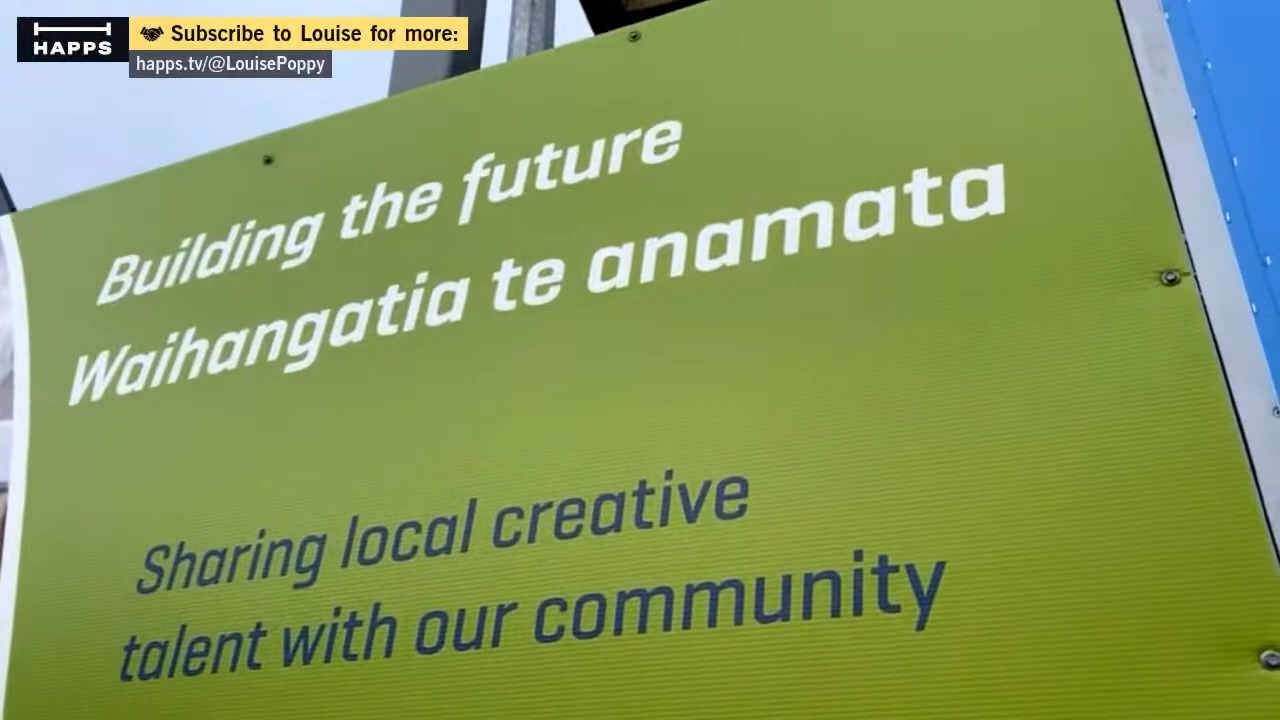 HAPPS
Subscribe to Louise for more:
happs.tv/@LouisePoppy
Building the future
Waihangatia te anamata
Sharing local creative
talent with our community